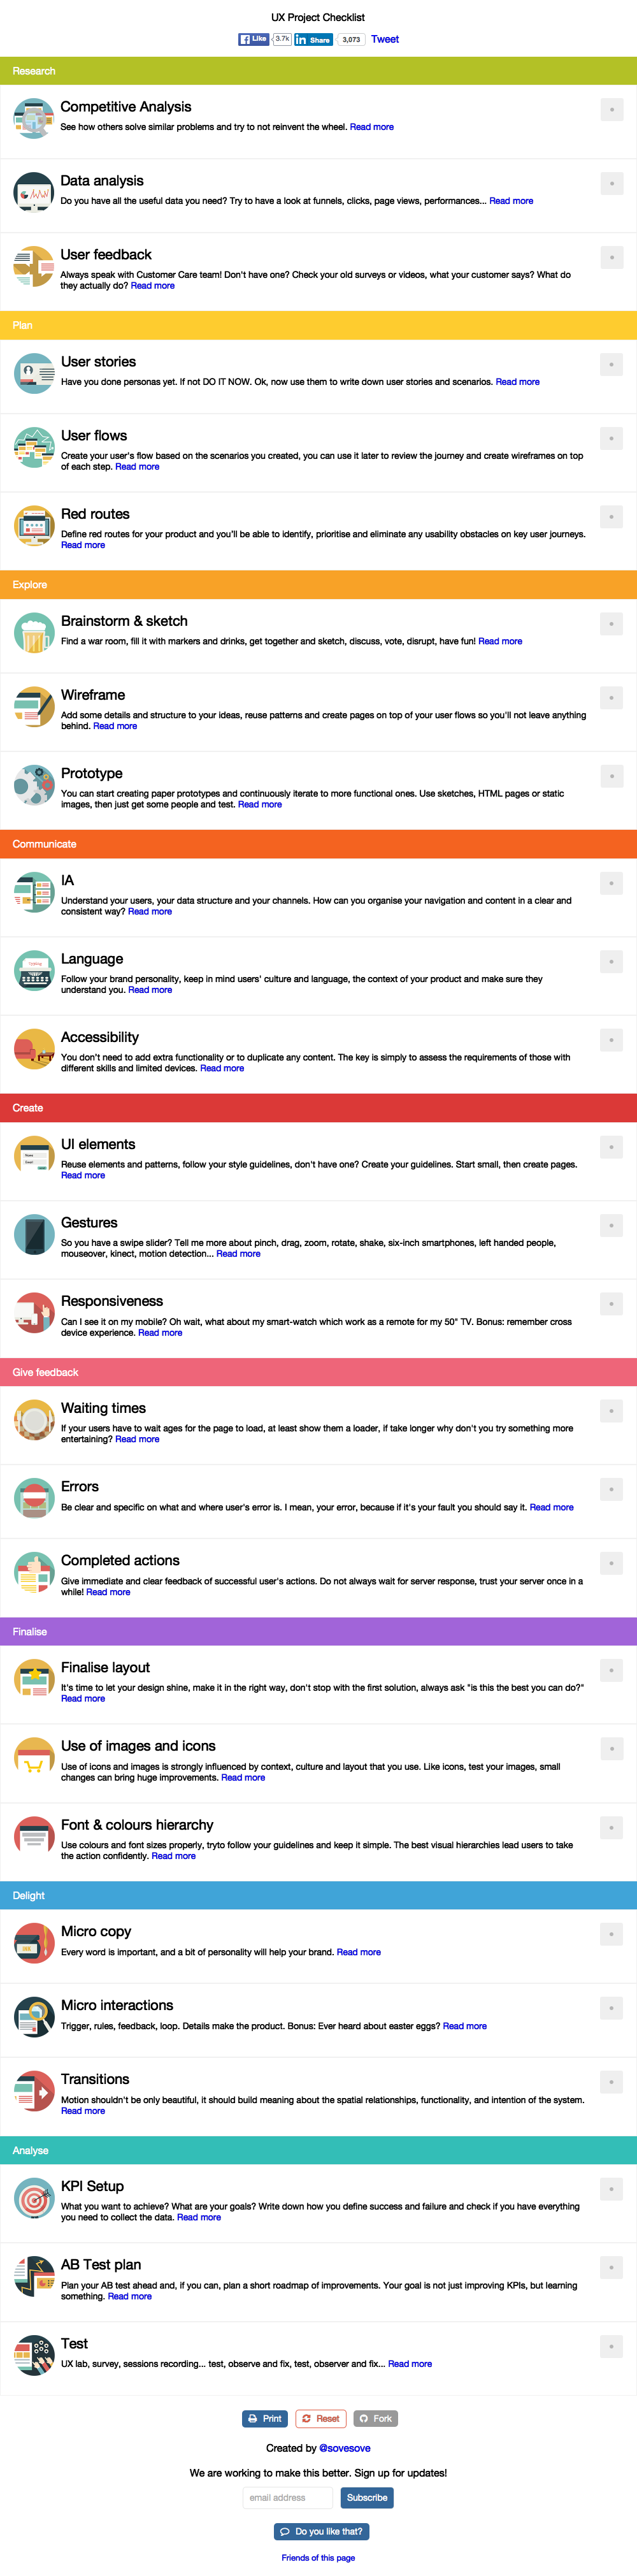 UX Project Checklist
Like 3.7k Share 3,073 Tweet
Research
Competitive Analysis
See how others solve similar problems and try to not reinvent the wheel. Read more
Data analysis
Do you have all the useful data you need? Try to have a look at funnels, clicks, page views, performances... Read more
User feedback
Always speak with Customer Care team! Don't have one? Check your old surveys or videos, what your customer says? What do
they actually do? Read more
Plan
User stories
Have you done personas yet. If not DO IT NOW. Ok, now use them to write down user stories and scenarios. Read more
User flows
Create your user's flow based on the scenarios you created, you can use it later to review the journey and create wireframes on top
of each step. Read more
Red routes
Define red routes for your product and you'll be able to identify, prioritise and eliminate any usability obstacles on key user journeys.
Read more
Explore
Brainstorm & sketch
Find a war room, fill it with markers and drinks, get together and sketch, discuss, vote, disrupt, have fun! Read more
Wireframe
Add some details and structure to your ideas, reuse patterns and create pages on top of your user flows so you'll not leave anything
behind. Read more
Prototype
You can start creating paper prototypes and continuously iterate to more functional ones. Use sketches, HTML pages or static
images, then just get some people and test. Read more
Communicate
IA
Understand your users, your data structure and your channels. How can you organise your navigation and content in a clear and
consistent way? Read more
Language
Follow your brand personality, keep in mind users' culture and language, the context of your product and make sure they
understand you. Read more
Accessibility
You don't need to add extra functionality or to duplicate any content. The key is simply to assess the requirements of those with
different skills and limited devices. Read more
Create
UI elements
Reuse elements and patterns, follow your style guidelines, don't have one? Create your guidelines. Start small, then create pages.
Read more
Gestures
So you have a swipe slider? Tell me more about pinch, drag, zoom, rotate, shake, six-inch smartphones, left handed people,
mouseover, kinect, motion detection... Read more
Responsiveness
Can I see it on my mobile? Oh wait, what about my smart-watch which work as a remote for my 50" TV. Bonus: remember cross
device experience. Read more
Give feedback
Waiting times
If your users have to wait ages for the page to load, at least show them a loader, if take longer why don't you try something more
entertaining? Read more
Errors
Be clear and specific on what and where user's error is. I mean, your error, because if it's your fault you should say it. Read more
Completed actions
Give immediate and clear feedback of successful user's actions. Do not always wait for server response, trust your server once in a
while! Read more
Finalise
Finalise layout
It's time to let your design shine, make it in the right way, don't stop with the first solution, always ask "is this the best you can do?"
Read more
Use of images and icons
Use of icons and images is strongly influenced by context, culture and layout that you use. Like icons, test your images, small
changes can bring huge improvements. Read more
Font & colours hierarchy
Use colours and font sizes properly, tryto follow your guidelines and keep it simple. The best visual hierarchies lead users to take
the action confidently. Read more
Delight
Micro copy
Every word is important, and a bit of personality will help your brand. Read more
Micro interactions
Trigger, rules, feedback, loop. Details make the product. Bonus: Ever heard about easter eggs? Read more
Transitions
Motion shouldn't be only beautiful, it should build meaning about the spatial relationships, functionality, and intention of the system.
Read more
Analyse
KPI Setup
What you want to achieve? What are your goals? Write down how you define success and failure and check if you have everything
you need to collect the data. Read more
AB Test plan
Plan your AB test ahead and, if you can, plan a short roadmap of improvements. Your goal is not just improving KPIs, but learning
something. Read more
Test
UX lab, survey, sessions recording... test, observe and fix, test, observer and fix... Read more
Print Reset Fork
Created by @sovesove
We are working to make this better. Sign up for updates!
email address Subscribe
Do you like that?
Friends of this page